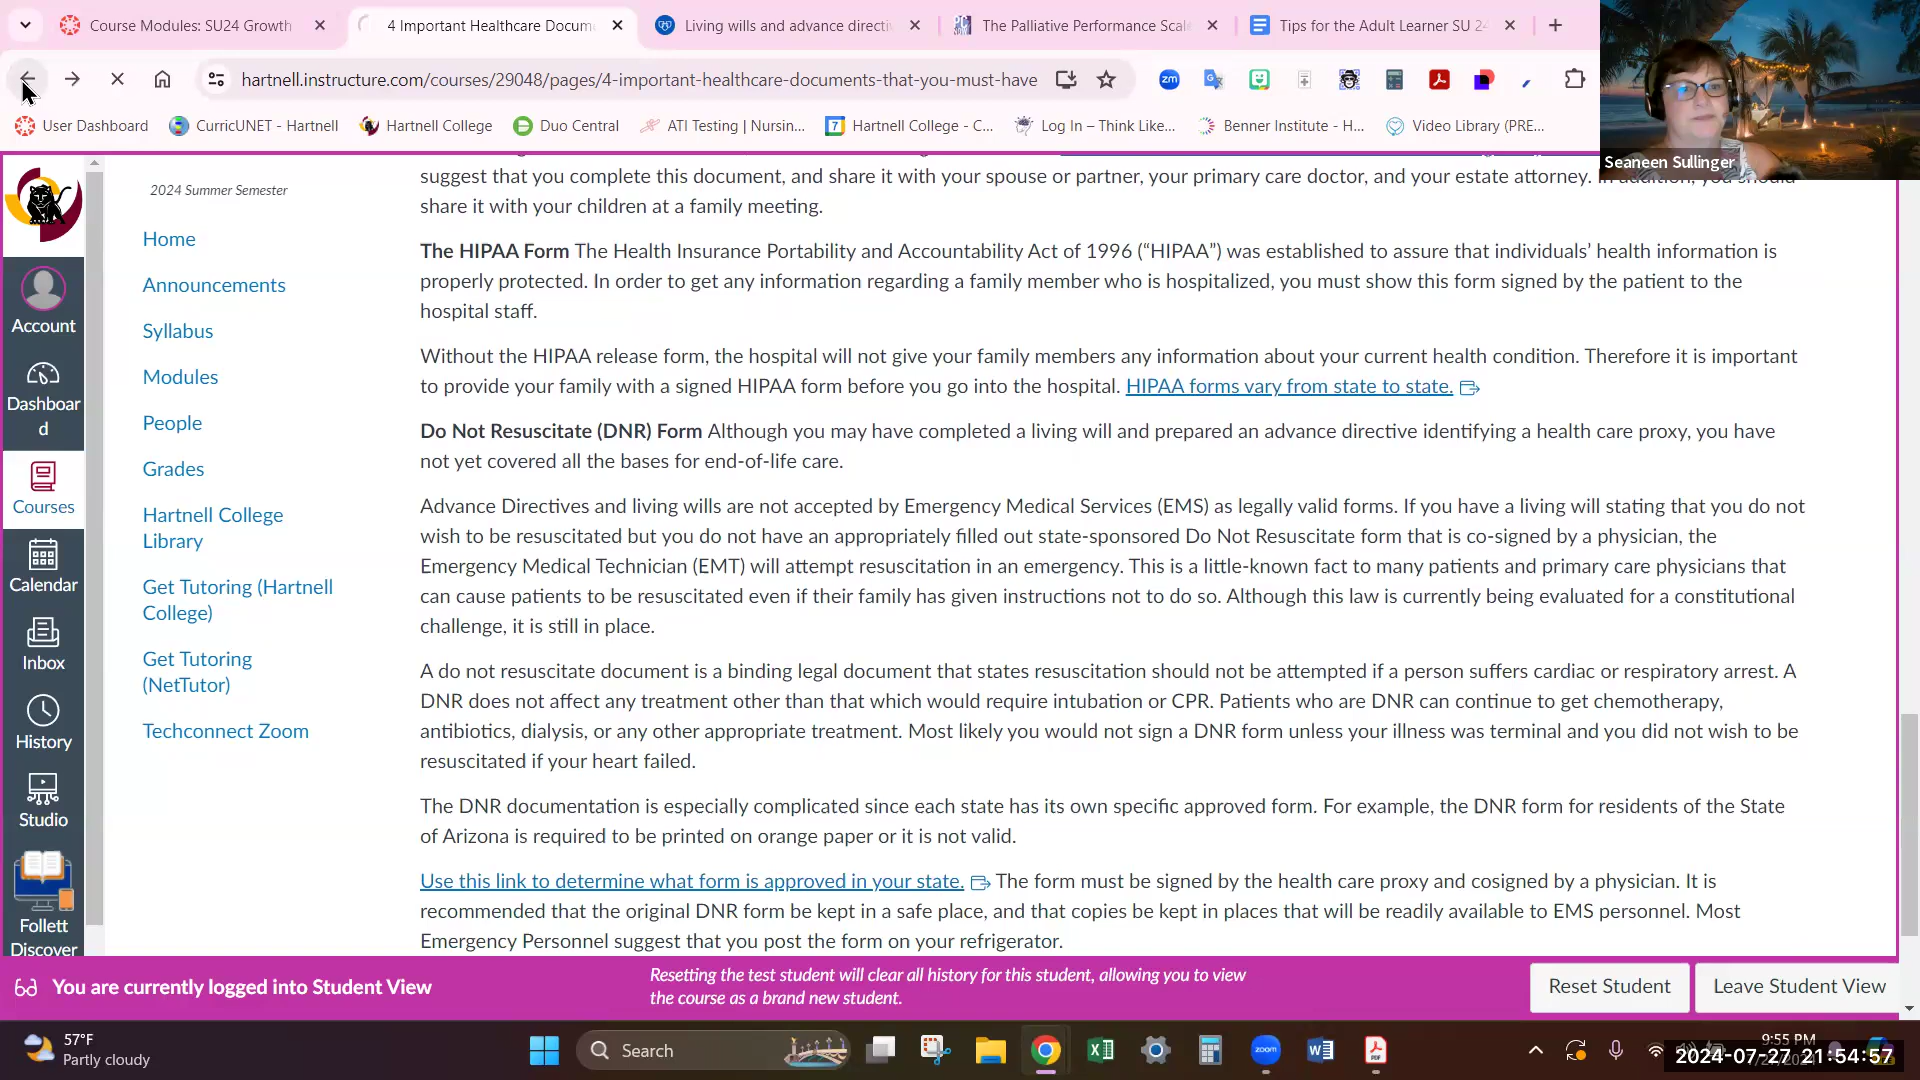 Course Modules: SU24 Growth
4 Important Healthcare Docum
Living wills and advance directi
The Palliative Performance Scal
Tips for the Adult Learner SU 24
hartnell.instructure.com/courses/29048/pages/4-important-healthcare-documents-that-you-must-have
zm
User Dashboard
CurricUNET - Hartnell
Hartnell College
Duo Central
ATI Testing | Nursin...
7
Hartnell College - C...
Log In – Think Like...
Benner Institute - H...
Video Library (PRE...
Seaneen Sullinger
Account
Dashboar
d
Courses
Calendar
Inbox
History
Studio
Follett
Discover
2024 Summer Semester
Home
Announcements
Syllabus
Modules
People
Grades
Hartnell College
Library
Get Tutoring (Hartnell
College)
Get Tutoring
(NetTutor)
Techconnect Zoom
suggest that you complete this document, and share it with your spouse or partner, your primary care doctor, and your estate attorney. In addition, you should
share it with your children at a family meeting.
The HIPAA Form The Health Insurance Portability and Accountability Act of 1996 (“HIPAA”) was established to assure that individuals’ health information is
properly protected. In order to get any information regarding a family member who is hospitalized, you must show this form signed by the patient to the
hospital staff.
Without the HIPAA release form, the hospital will not give your family members any information about your current health condition. Therefore it is important
to provide your family with a signed HIPAA form before you go into the hospital. HIPAA forms vary from state to state.
Do Not Resuscitate (DNR) Form Although you may have completed a living will and prepared an advance directive identifying a health care proxy, you have
not yet covered all the bases for end-of-life care.
Advance Directives and living wills are not accepted by Emergency Medical Services (EMS) as legally valid forms. If you have a living will stating that you do not
wish to be resuscitated but you do not have an appropriately filled out state-sponsored Do Not Resuscitate form that is co-signed by a physician, the
Emergency Medical Technician (EMT) will attempt resuscitation in an emergency. This is a little-known fact to many patients and primary care physicians that
can cause patients to be resuscitated even if their family has given instructions not to do so. Although this law is currently being evaluated for a constitutional
challenge, it is still in place.
A do not resuscitate document is a binding legal document that states resuscitation should not be attempted if a person suffers cardiac or respiratory arrest. A
DNR does not affect any treatment other than that which would require intubation or CPR. Patients who are DNR can continue to get chemotherapy,
antibiotics, dialysis, or any other appropriate treatment. Most likely you would not sign a DNR form unless your illness was terminal and you did not wish to be
resuscitated if your heart failed.
The DNR documentation is especially complicated since each state has its own specific approved form. For example, the DNR form for residents of the State
of Arizona is required to be printed on orange paper or it is not valid.
Use this link to determine what form is approved in your state. The form must be signed by the health care proxy and cosigned by a physician. It is
recommended that the original DNR form be kept in a safe place, and that copies be kept in places that will be readily available to EMS personnel. Most
Emergency Personnel suggest that you post the form on your refrigerator.
You are currently logged into Student View
Resetting the test student will clear all history for this student, allowing you to view
the course as a brand new student.
Reset Student
Leave Student View
57°F
Partly cloudy
Search
zoom
9:55 PM
2024-07-27 21:54:57